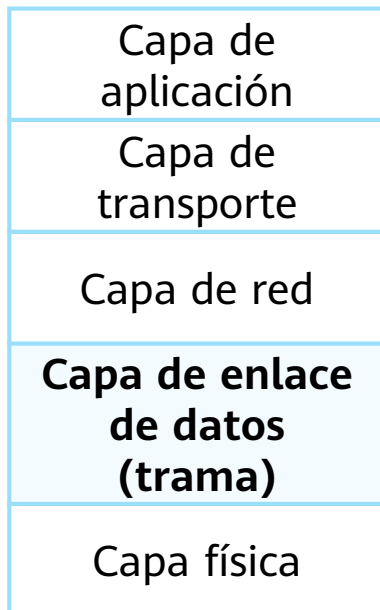 Capa de
aplicación
Capa de
transporte
Capa de red
Capa de enlace
de datos
(trama)
Capa física